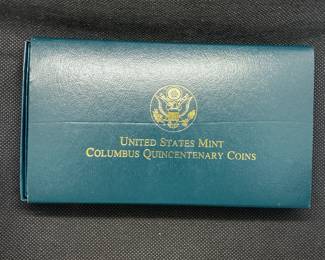 UNITED STATES MINT
COLUMBUS QUINCENTENARY COINS